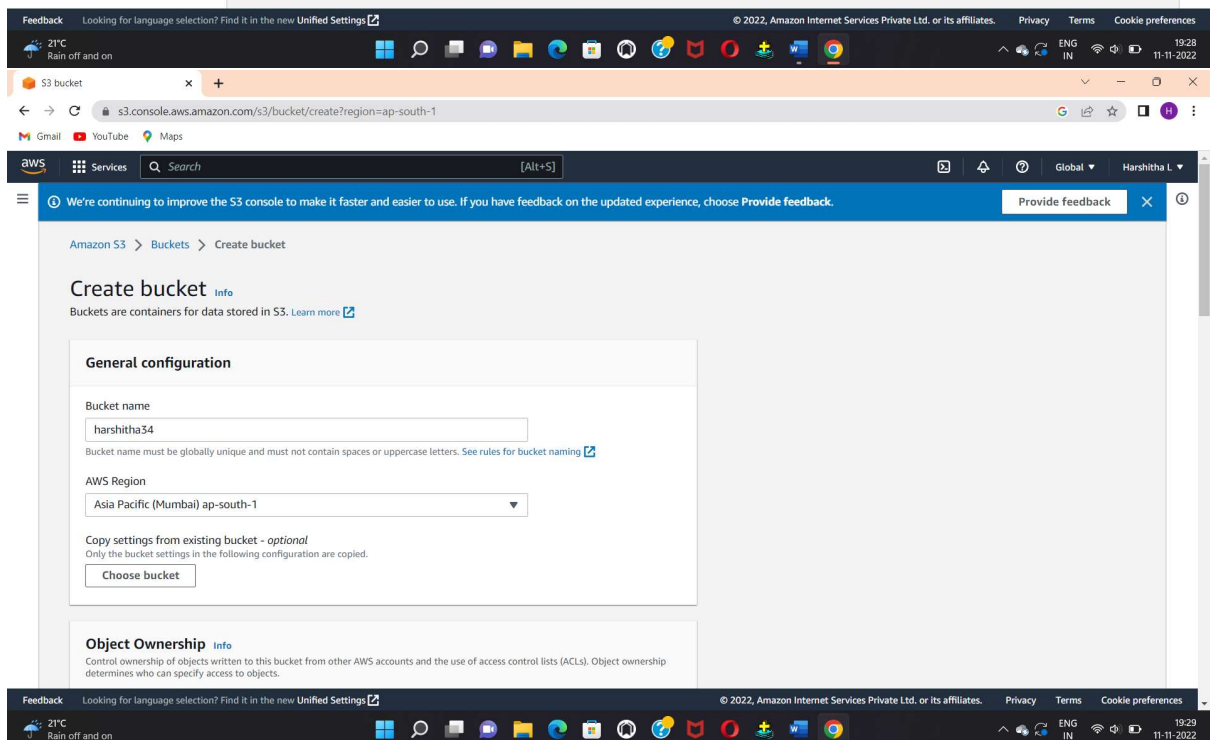 Feedback Looking for language selection? Find it in the new Unified Settings © 2022, Amazon Internet Services Private Ltd. or its affiliates. Privacy Terms Cookie preferences
21°C ENG 19:28
Rain off and on IN 11-11-2022
S3 bucket
s3.console.aws.amazon.com/s3/bucket/create?region=ap-south-1
Gmail YouTube Maps
aws Services Search [Alt+S] Global Harshitha L
We're continuing to improve the S3 console to make it faster and easier to use. If you have feedback on the updated experience, choose Provide feedback. Provide feedback
Amazon S3 > Buckets > Create bucket
Create bucket Info
Buckets are containers for data stored in S3. Learn more
General configuration
Bucket name
harshitha34
Bucket name must be globally unique and must not contain spaces or uppercase letters. See rules for bucket naming
AWS Region
Asia Pacific (Mumbai) ap-south-1
Copy settings from existing bucket - optional
Only the bucket settings in the following configuration are copied.
Choose bucket
Object Ownership Info
Control ownership of objects written to this bucket from other AWS accounts and the use of access control lists (ACLs). Object ownership
determines who can specify access to objects.
Feedback Looking for language selection? Find it in the new Unified Settings © 2022, Amazon Internet Services Private Ltd. or its affiliates. Privacy Terms Cookie preferences
21°C ENG 19:29
Rain off and on IN 11-11-2022